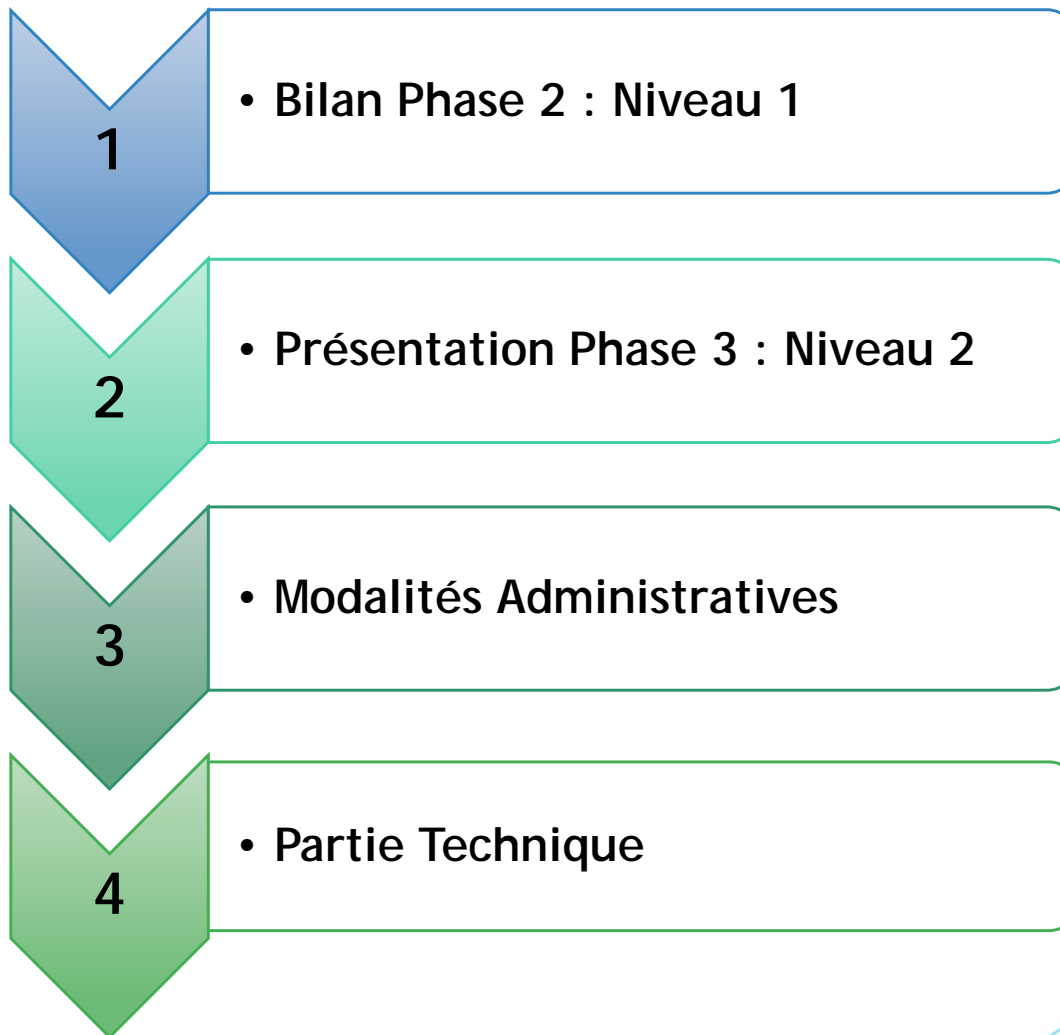 1
• Bilan Phase 2 : Niveau 1
2
• Présentation Phase 3 : Niveau 2
3
• Modalités Administratives
4
• Partie Technique